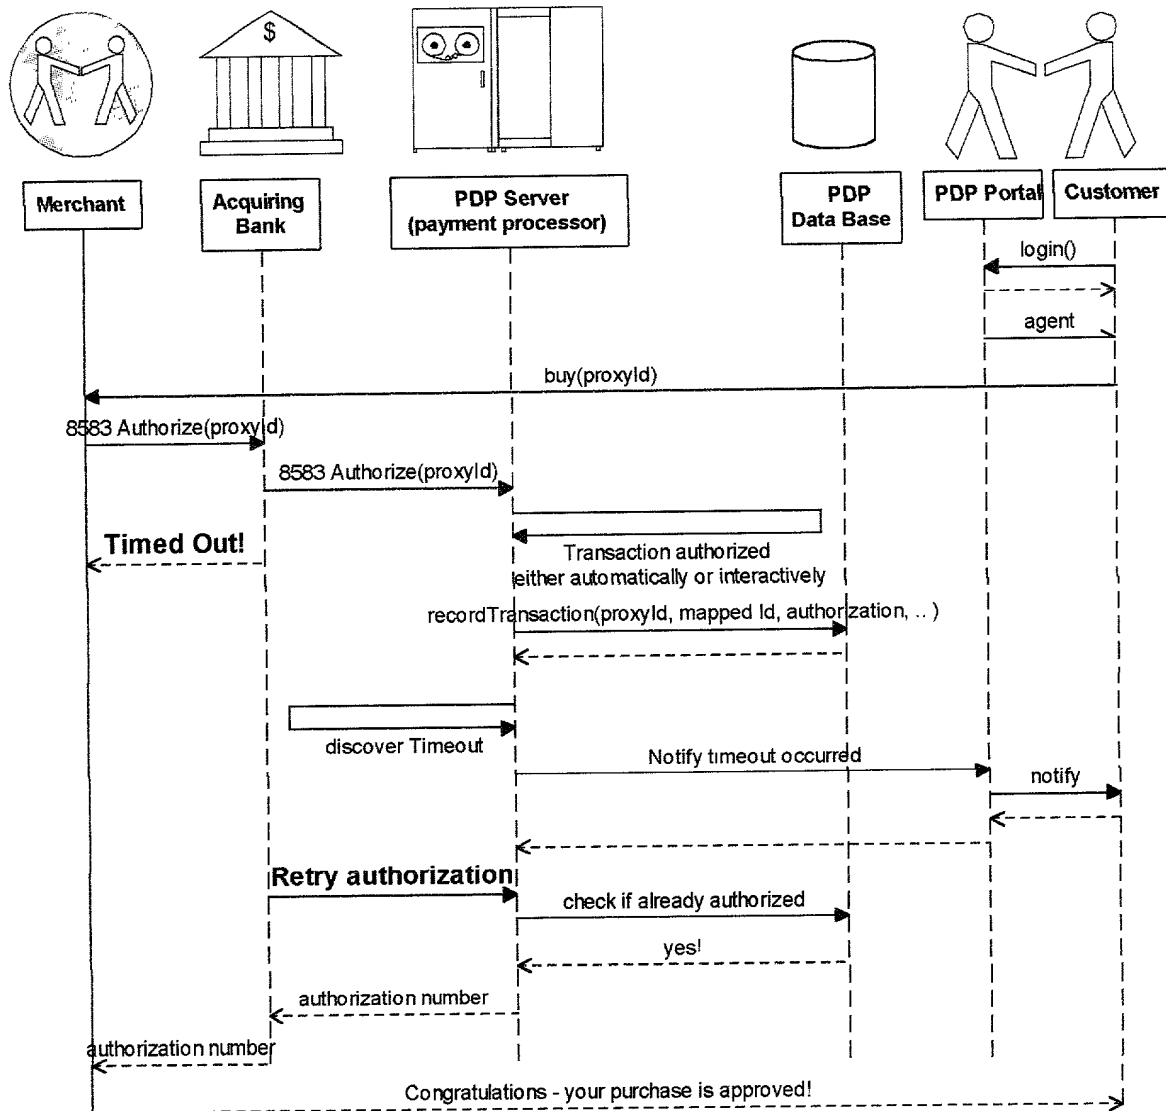 $
Merchant
Acquiring
Bank
PDP Server
(payment processor)
PDP
Data Base
PDP Portal
Customer
login()
agent
buy(proxyId)
8583 Authorize(proxyId)
8583 Authorize(proxyId)
Timed Out!
Transaction authorized
either automatically or interactively
recordTransaction(proxyId, mapped Id, authorization, .. )
discover Timeout
Notify timeout occurred
notify
Retry authorization
check if already authorized
yes!
authorization number
authorization number
Congratulations - your purchase is approved!